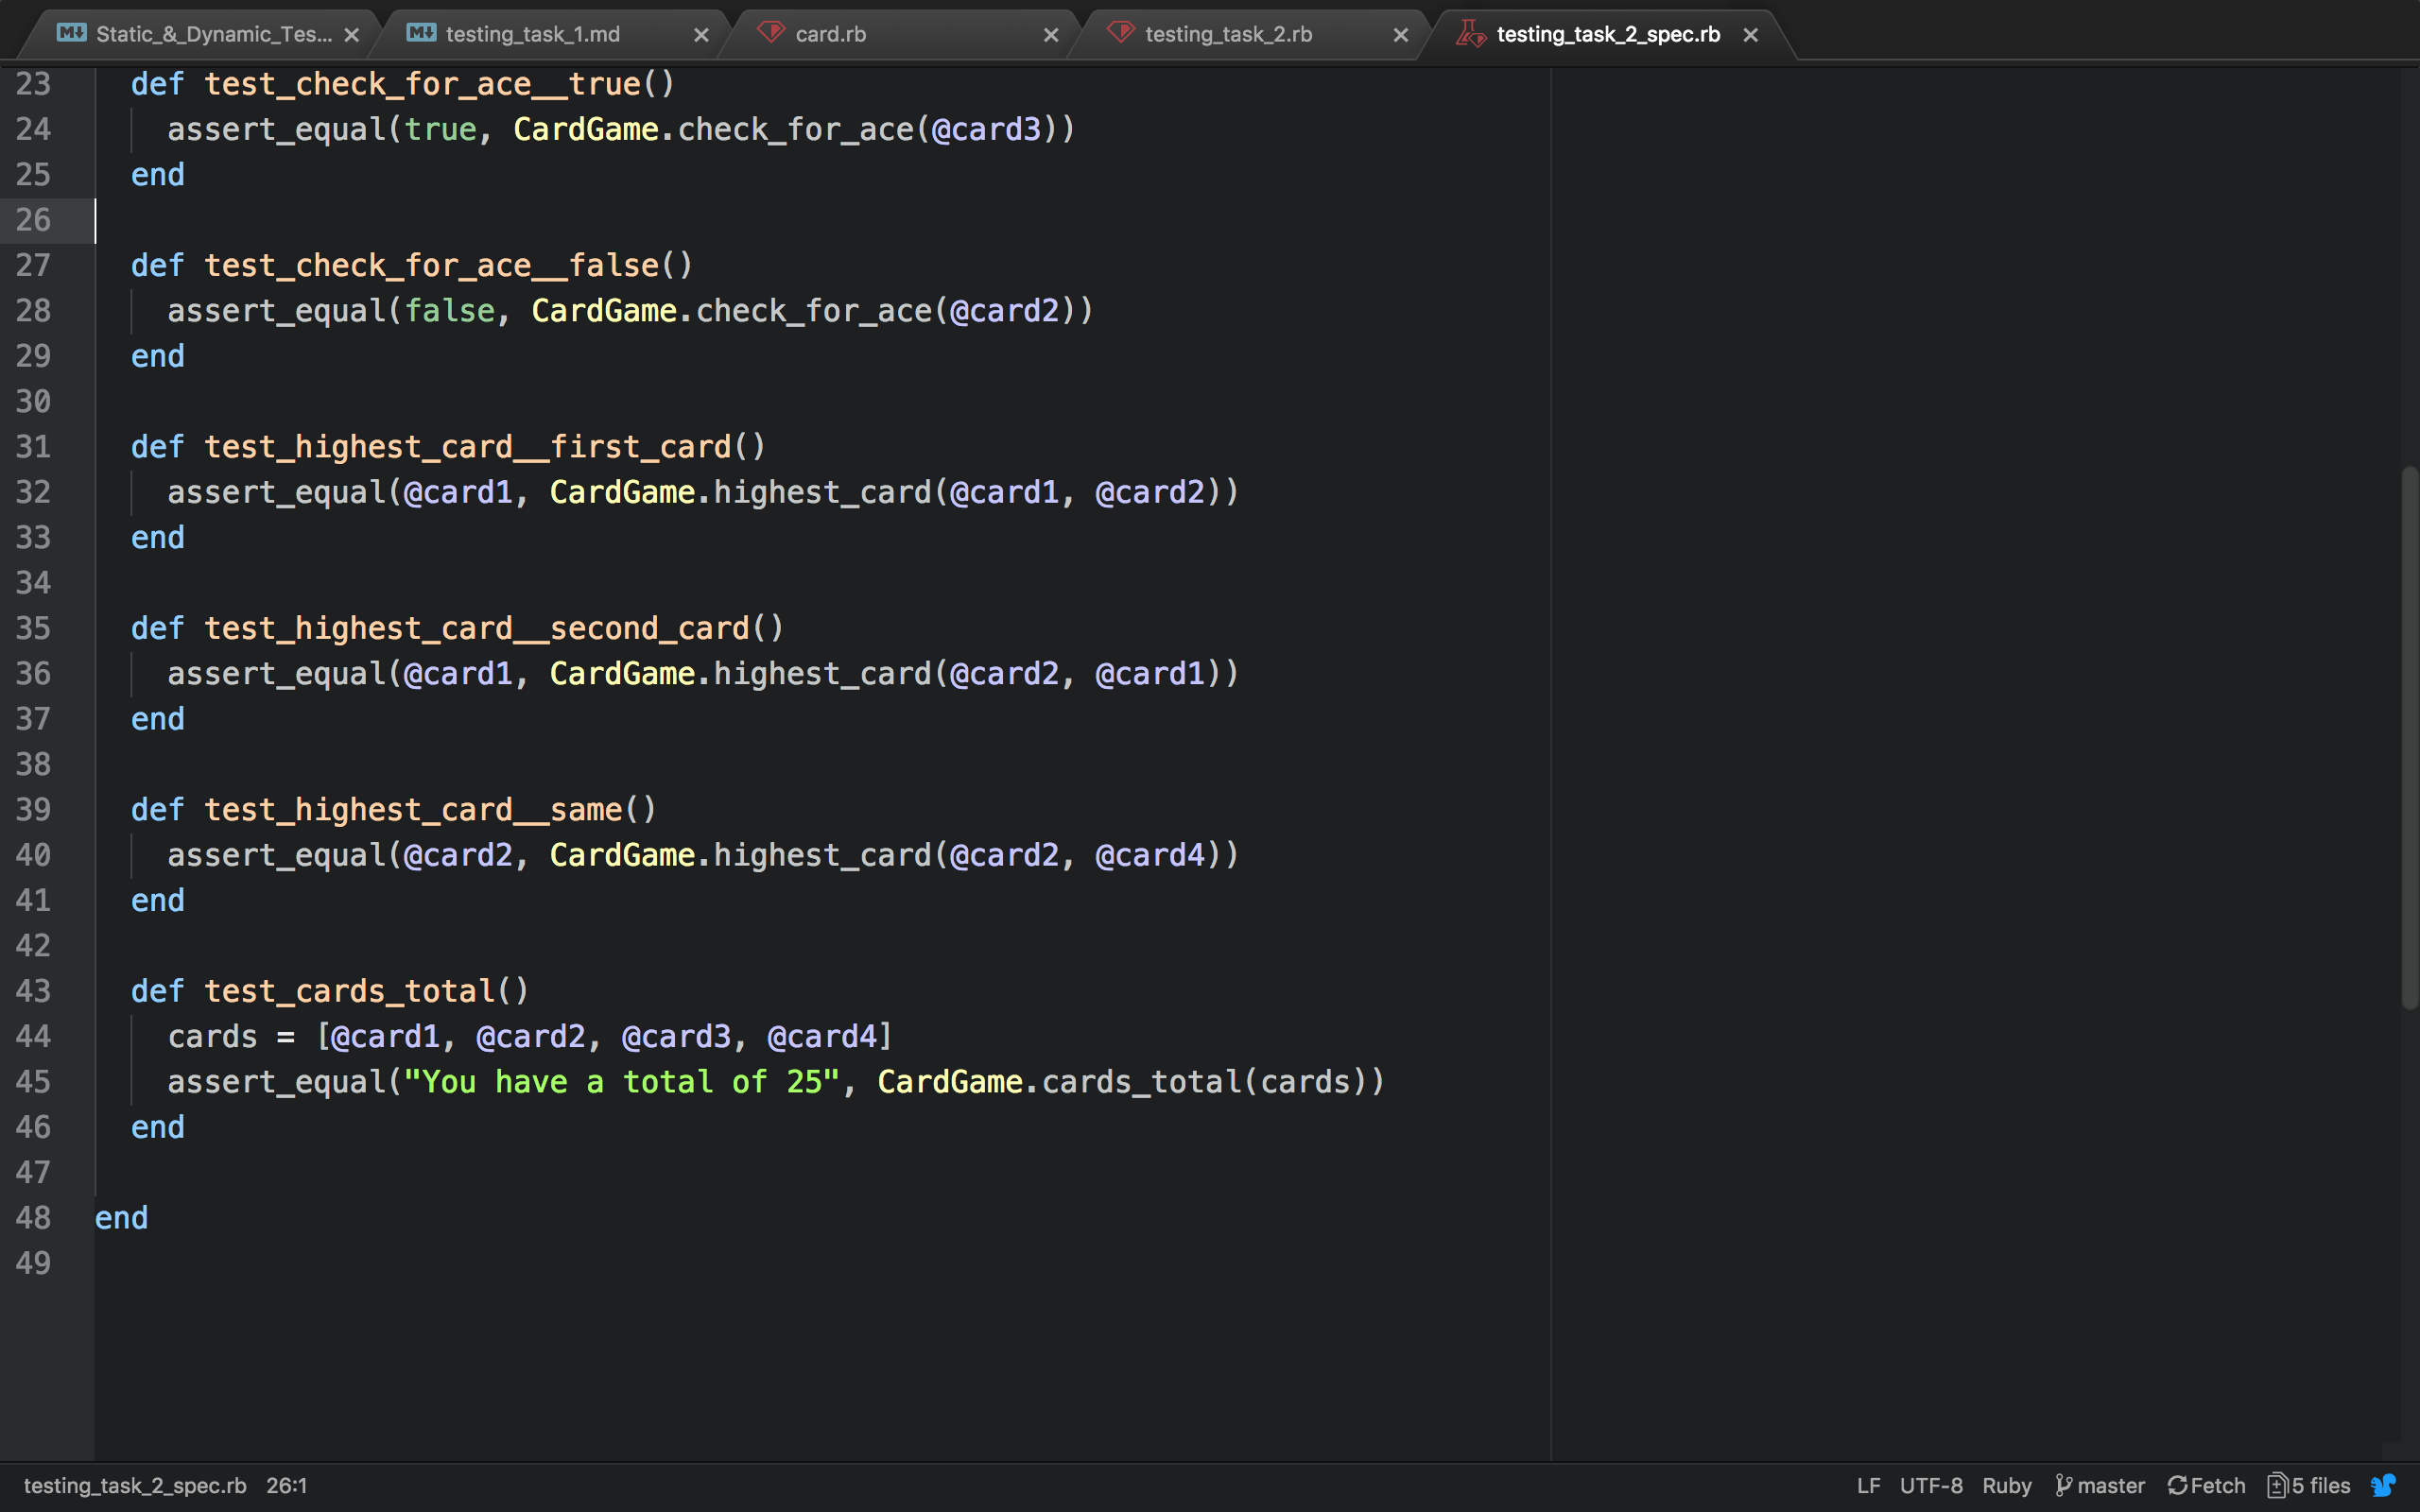 Static_&_Dynamic_Tes... testing_task_1.md card.rb testing_task_2.rb testing_task_2_spec.rb
23 def test_check_for_ace__true()
24 assert_equal(true, CardGame.check_for_ace(@card3))
25 end
26
27 def test_check_for_ace__false()
28 assert_equal(false, CardGame.check_for_ace(@card2))
29 end
30
31 def test_highest_card__first_card()
32 assert_equal(@card1, CardGame.highest_card(@card1, @card2))
33 end
34
35 def test_highest_card__second_card()
36 assert_equal(@card1, CardGame.highest_card(@card2, @card1))
37 end
38
39 def test_highest_card__same()
40 assert_equal(@card2, CardGame.highest_card(@card2, @card4))
41 end
42
43 def test_cards_total()
44 cards = [@card1, @card2, @card3, @card4]
45 assert_equal("You have a total of 25", CardGame.cards_total(cards))
46 end
47
48 end
49
testing_task_2_spec.rb 26:1 LF UTF-8 Ruby master Fetch 5 files